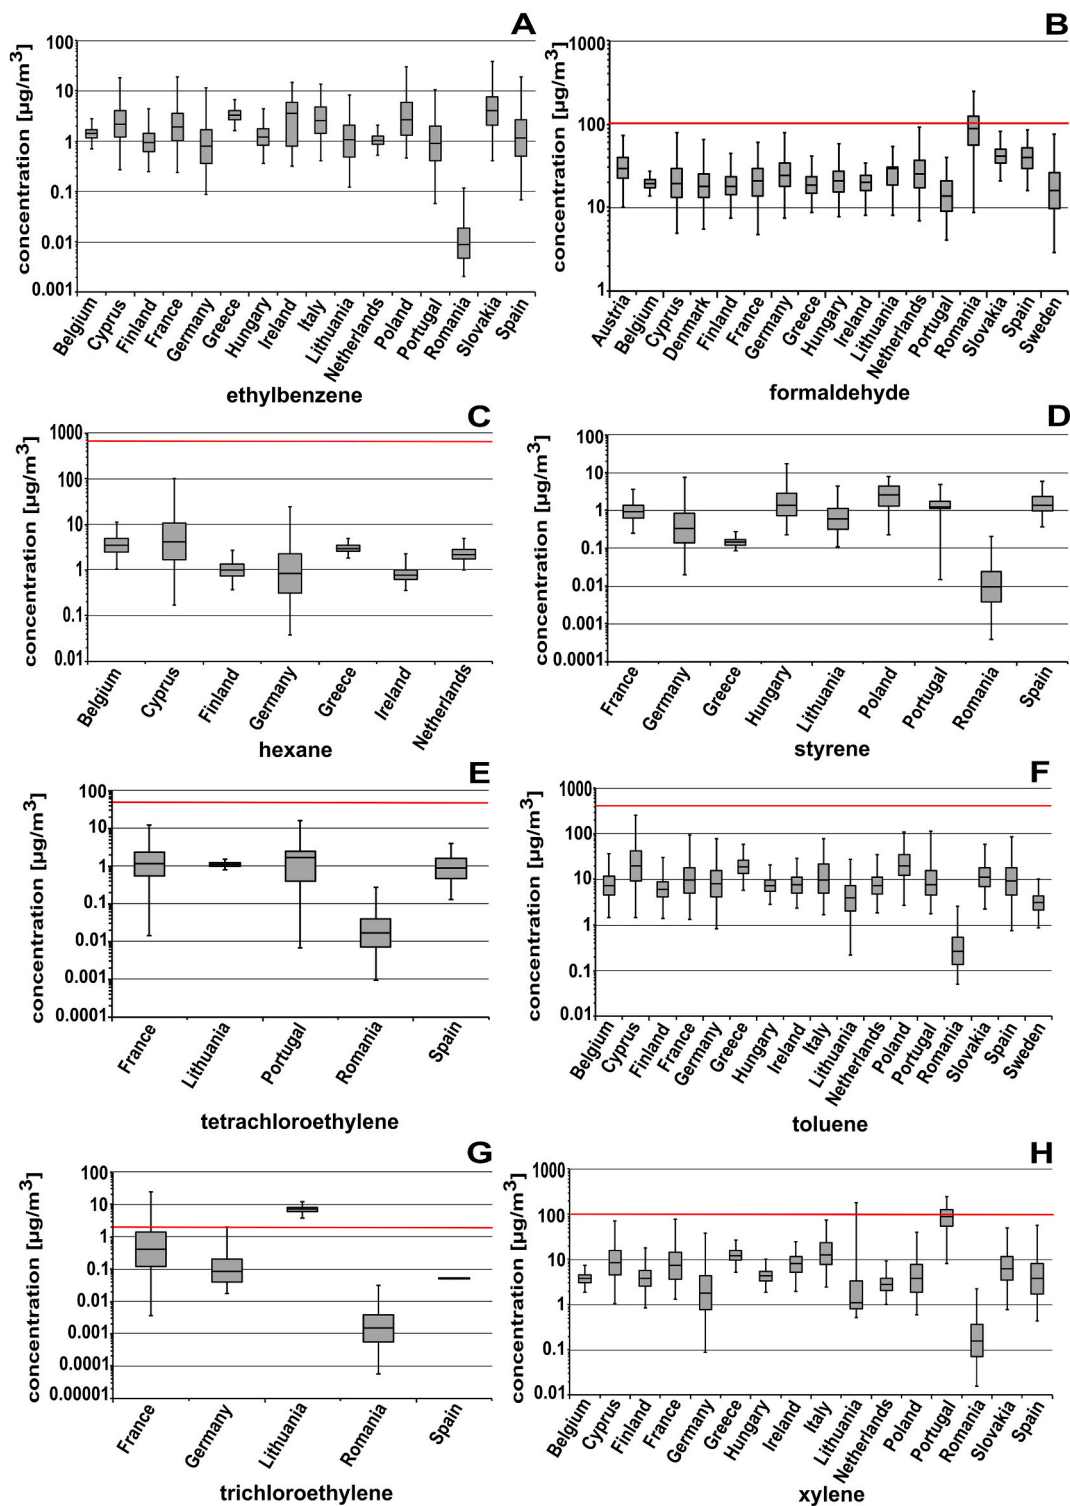 A
concentration [µg/m³]
100
10
1
0.1
0.01
0.001
Belgium
Cyprus
Finland
France
Germany
Greece
Hungary
Ireland
Italy
Lithuania
Netherlands
Poland
Portugal
Romania
Slovakia
Spain
ethylbenzene
B
concentration [µg/m³]
1000
100
10
1
Austria
Belgium
Cyprus
Denmark
Finland
France
Germany
Greece
Hungary
Ireland
Lithuania
Netherlands
Portugal
Romania
Slovakia
Spain
Sweden
formaldehyde
C
concentration [µg/m³]
1000
100
10
1
0.1
0.01
Belgium
Cyprus
Finland
Germany
Greece
Ireland
Netherlands
hexane
D
concentration [µg/m³]
100
10
1
0.1
0.01
0.001
0.0001
France
Germany
Greece
Hungary
Lithuania
Poland
Portugal
Romania
Spain
styrene
E
concentration [µg/m³]
100
10
1
0.1
0.01
0.001
0.0001
France
Lithuania
Portugal
Romania
Spain
tetrachloroethylene
F
concentration [µg/m³]
1000
100
10
1
0.1
0.01
Belgium
Cyprus
Finland
France
Germany
Greece
Hungary
Ireland
Italy
Lithuania
Netherlands
Poland
Portugal
Romania
Slovakia
Spain
Sweden
toluene
G
concentration [µg/m³]
100
10
1
0.1
0.01
0.001
0.0001
0.00001
France
Germany
Lithuania
Romania
Spain
trichloroethylene
H
concentration [µg/m³]
1000
100
10
1
0.1
0.01
Belgium
Cyprus
Finland
France
Germany
Greece
Hungary
Ireland
Italy
Lithuania
Netherlands
Poland
Portugal
Romania
Slovakia
Spain
xylene